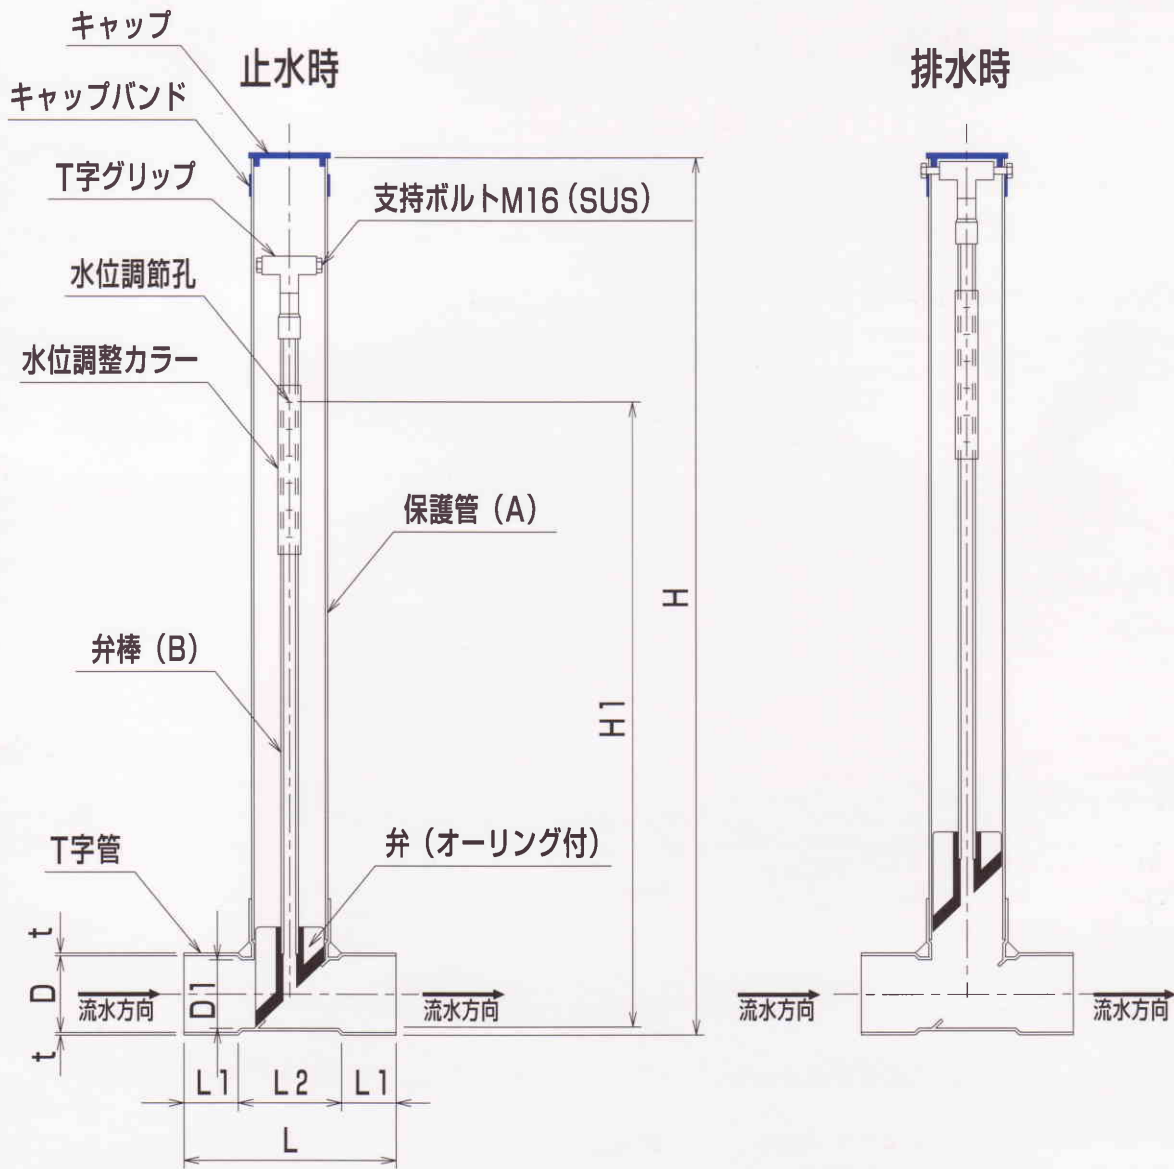 キャップ
止水時
排水時
キャップバンド
T字グリップ
支持ボルトM16(SUS)
水位調節孔
水位調整カラー
保護管(A)
H
弁棒(B)
H1
弁(オーリング付)
T字管
t
D
D1
t
流水方向
流水方向
流水方向
流水方向
L1
L2
L1
L